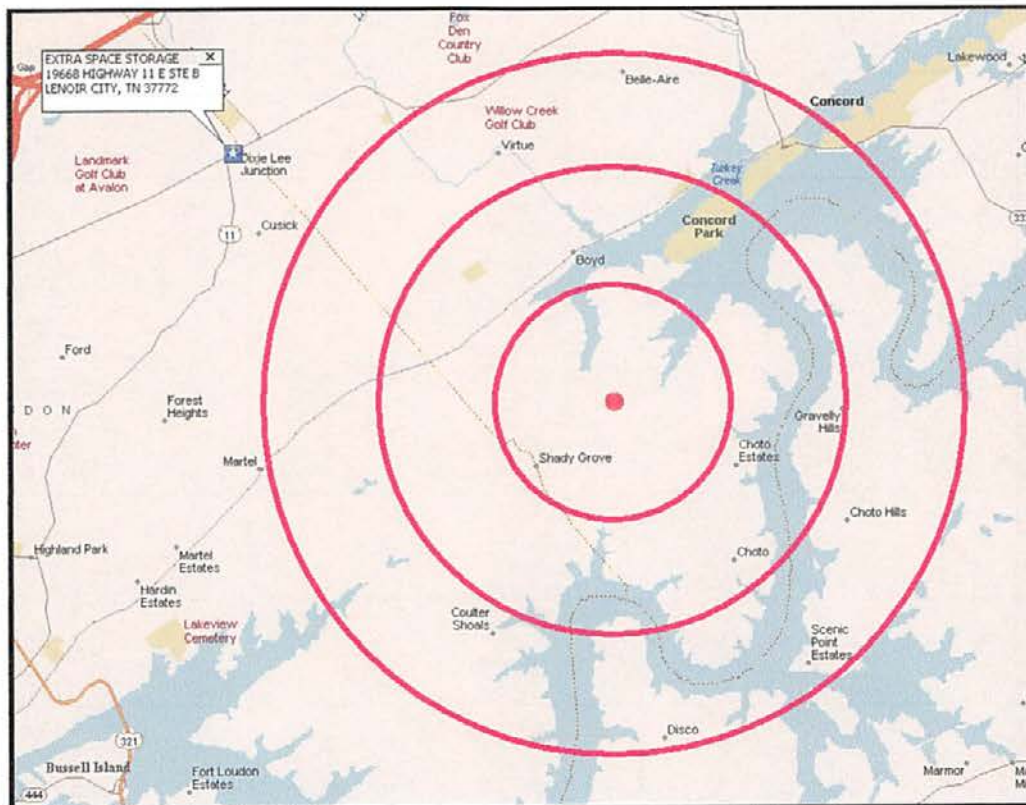 Fox
Den
Country
Club
EXTRA SPACE STORAGE X
19668 HIGHWAY 11 E STE B
LENOIR CITY, TN 37772
Gap
Lakewood
Belle-Aire
Concord
Willow Creek
Golf Club
Virtue
Landmark
Golf Club
at Avalon
Dixie Lee
Junction
Turkey
Creek
Cusick
11
Concord
Park
Boyd
Ford
Forest
Heights
Gravelly
Hills
Martel
Shady Grove
Choto
Estates
Choto Hills
Highland Park
Martel
Estates
Choto
Hardin
Estates
Lakeview
Cemetery
Coulter
Shoals
Scenic
Point
Estates
321
Disco
Bussell Island
Fort Loudon
Estates
Marmor
444